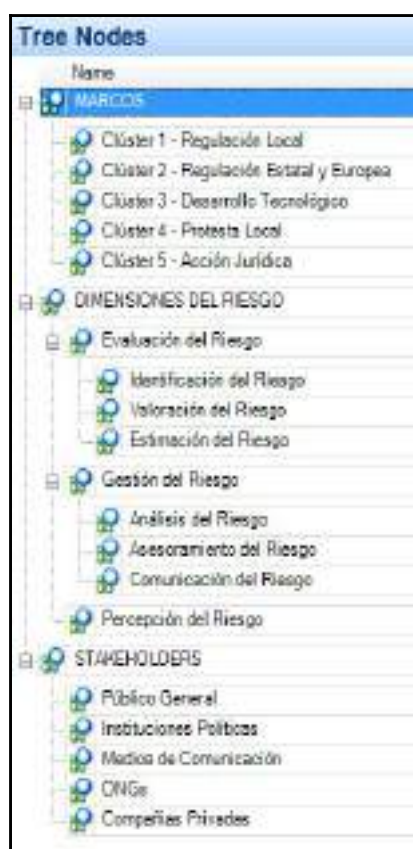 Tree Nodes
Name
MARCOS
Clúster 1 - Regulación Local
Clúster 2 - Regulación Estatal y Europea
Clúster 3 - Desarrollo Tecnológico
Clúster 4 - Protesta Local
Clúster 5 - Acción Jurídica
DIMENSIONES DEL RIESGO
Evaluación del Riesgo
Identificación del Riesgo
Valoración del Riesgo
Estimación del Riesgo
Gestión del Riesgo
Análisis del Riesgo
Asesoramiento del Riesgo
Comunicación del Riesgo
Percepción del Riesgo
STAKEHOLDERS
Público General
Instituciones Políticas
Medios de Comunicación
ONGs
Compañías Privadas